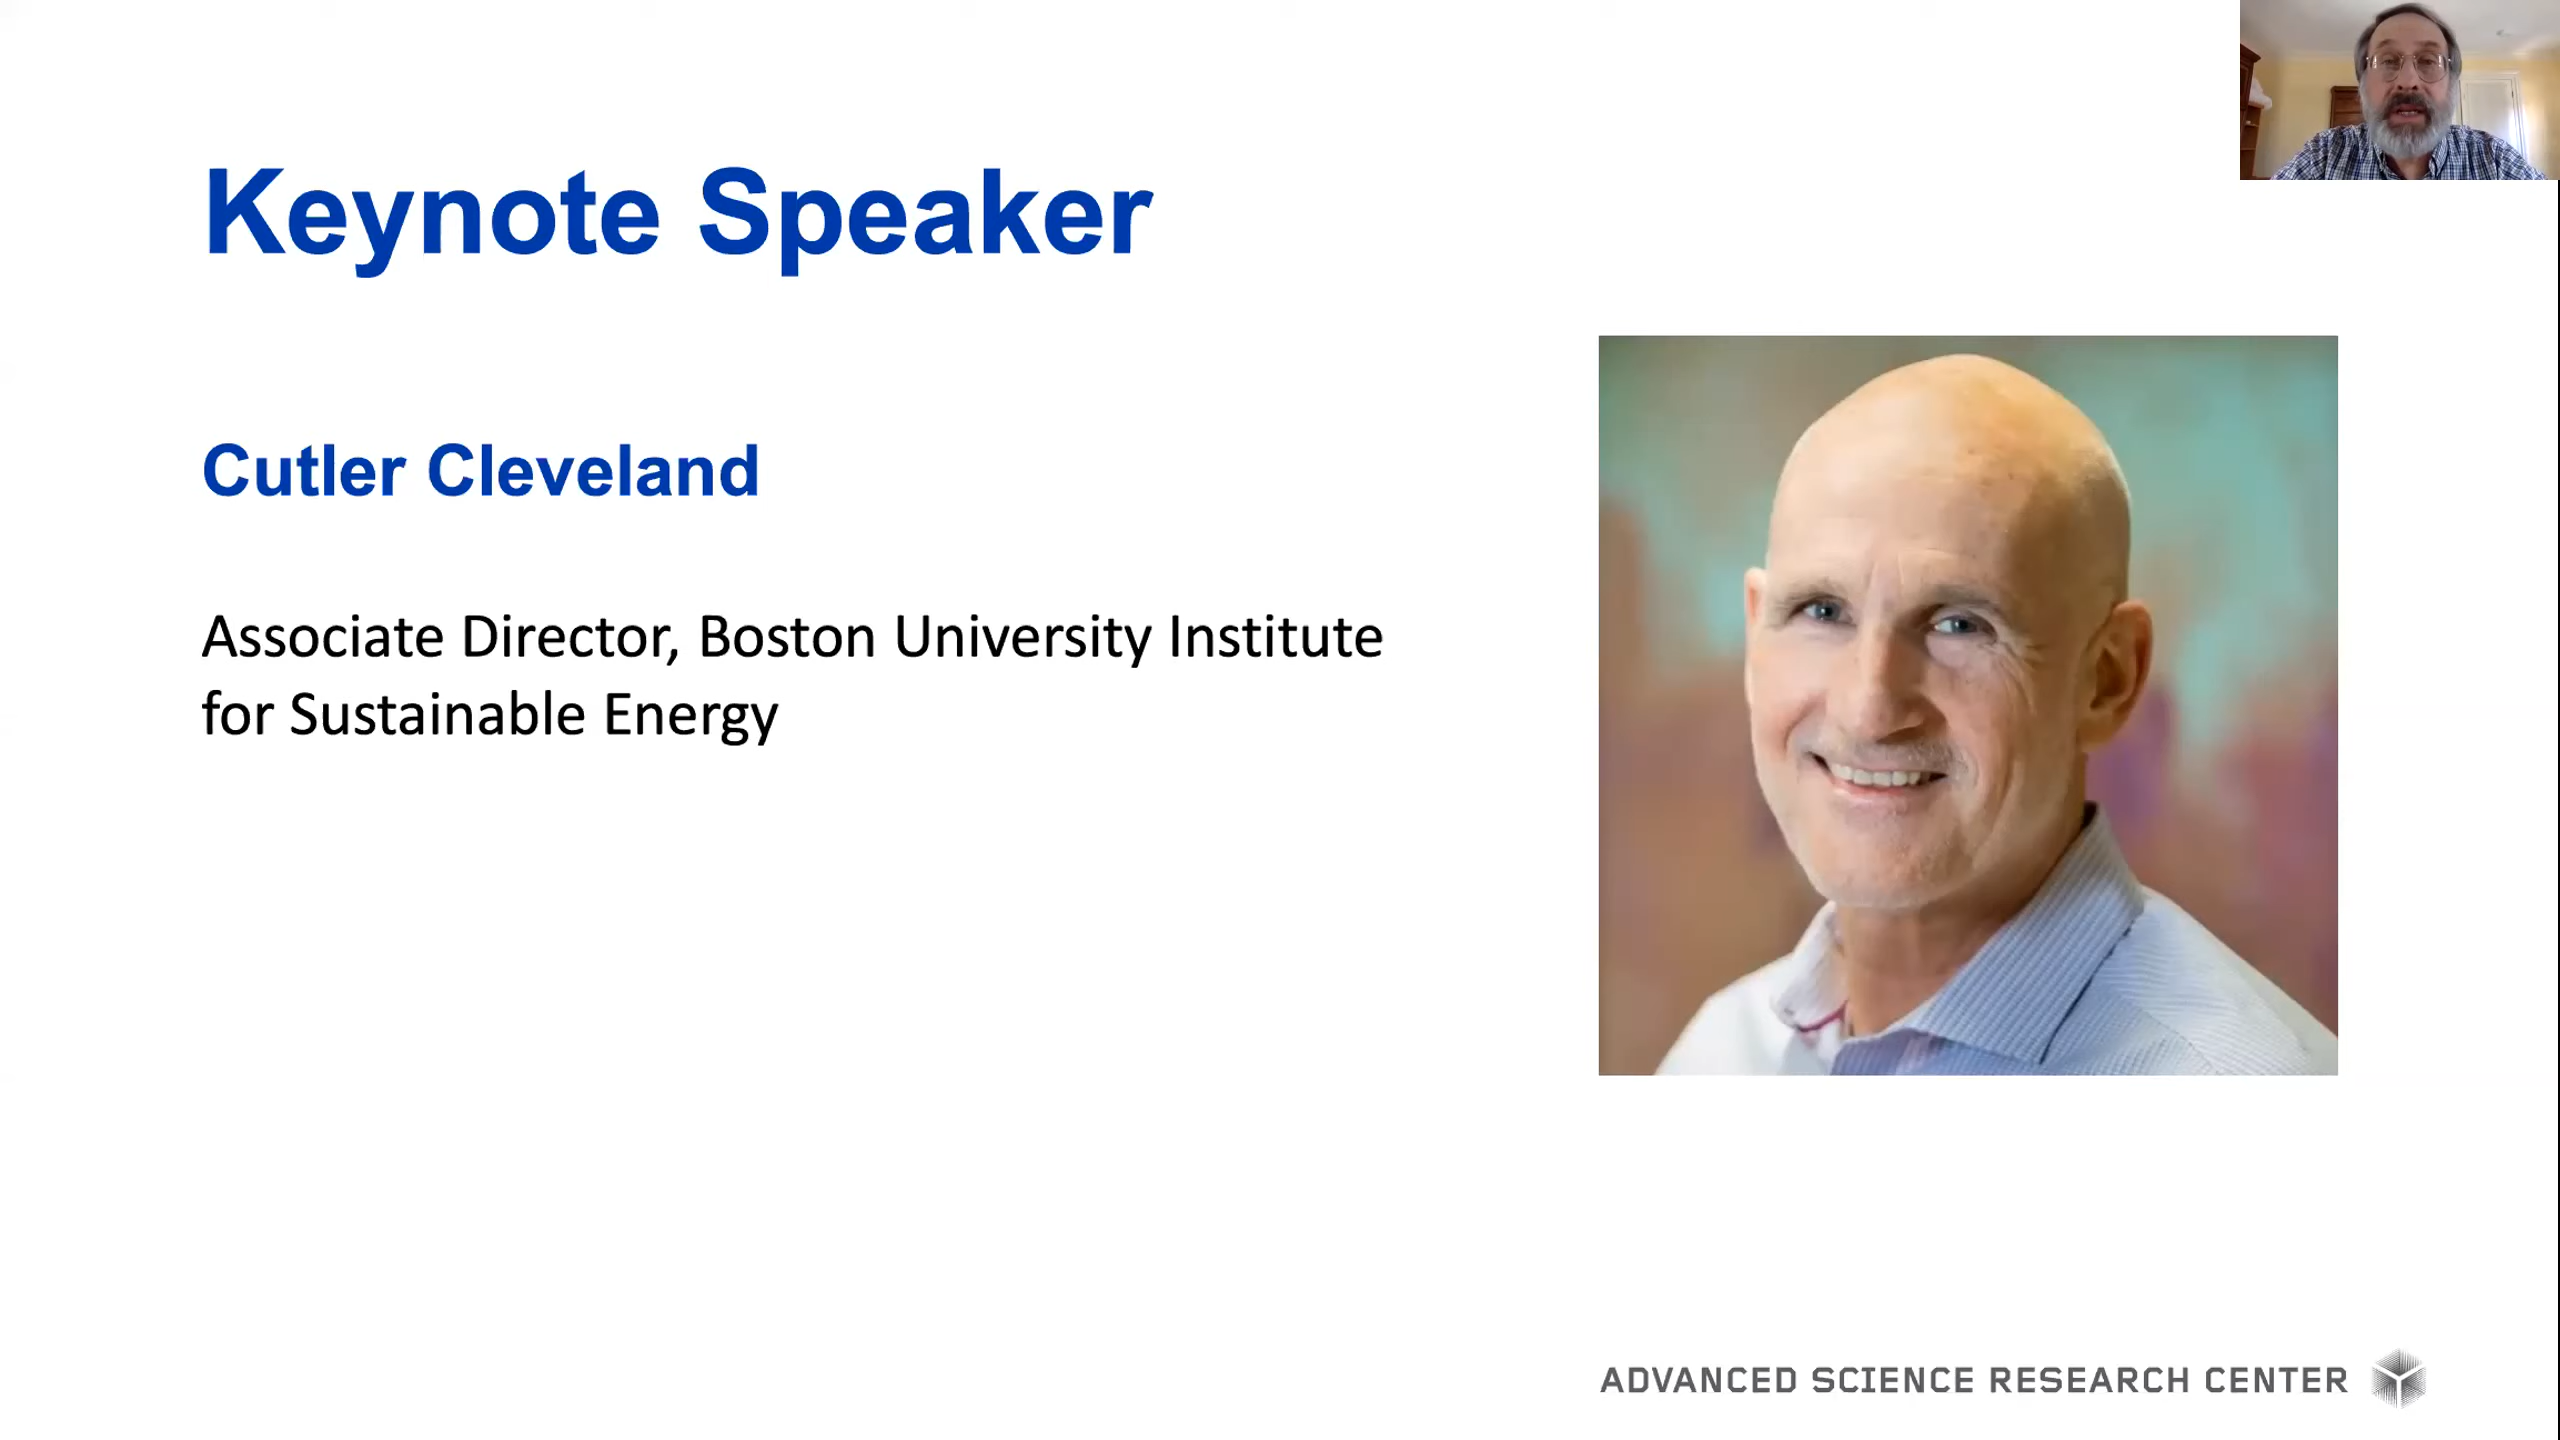 Keynote Speaker
Cutler Cleveland
Associate Director, Boston University Institute
for Sustainable Energy
ADVANCED SCIENCE RESEARCH CENTER